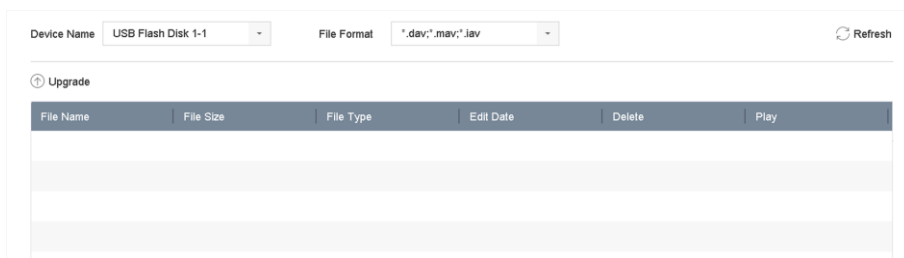 Device Name USB Flash Disk 1-1 File Format *.dav;*.mav;*.iav Refresh
Upgrade
File Name File Size File Type Edit Date Delete Play